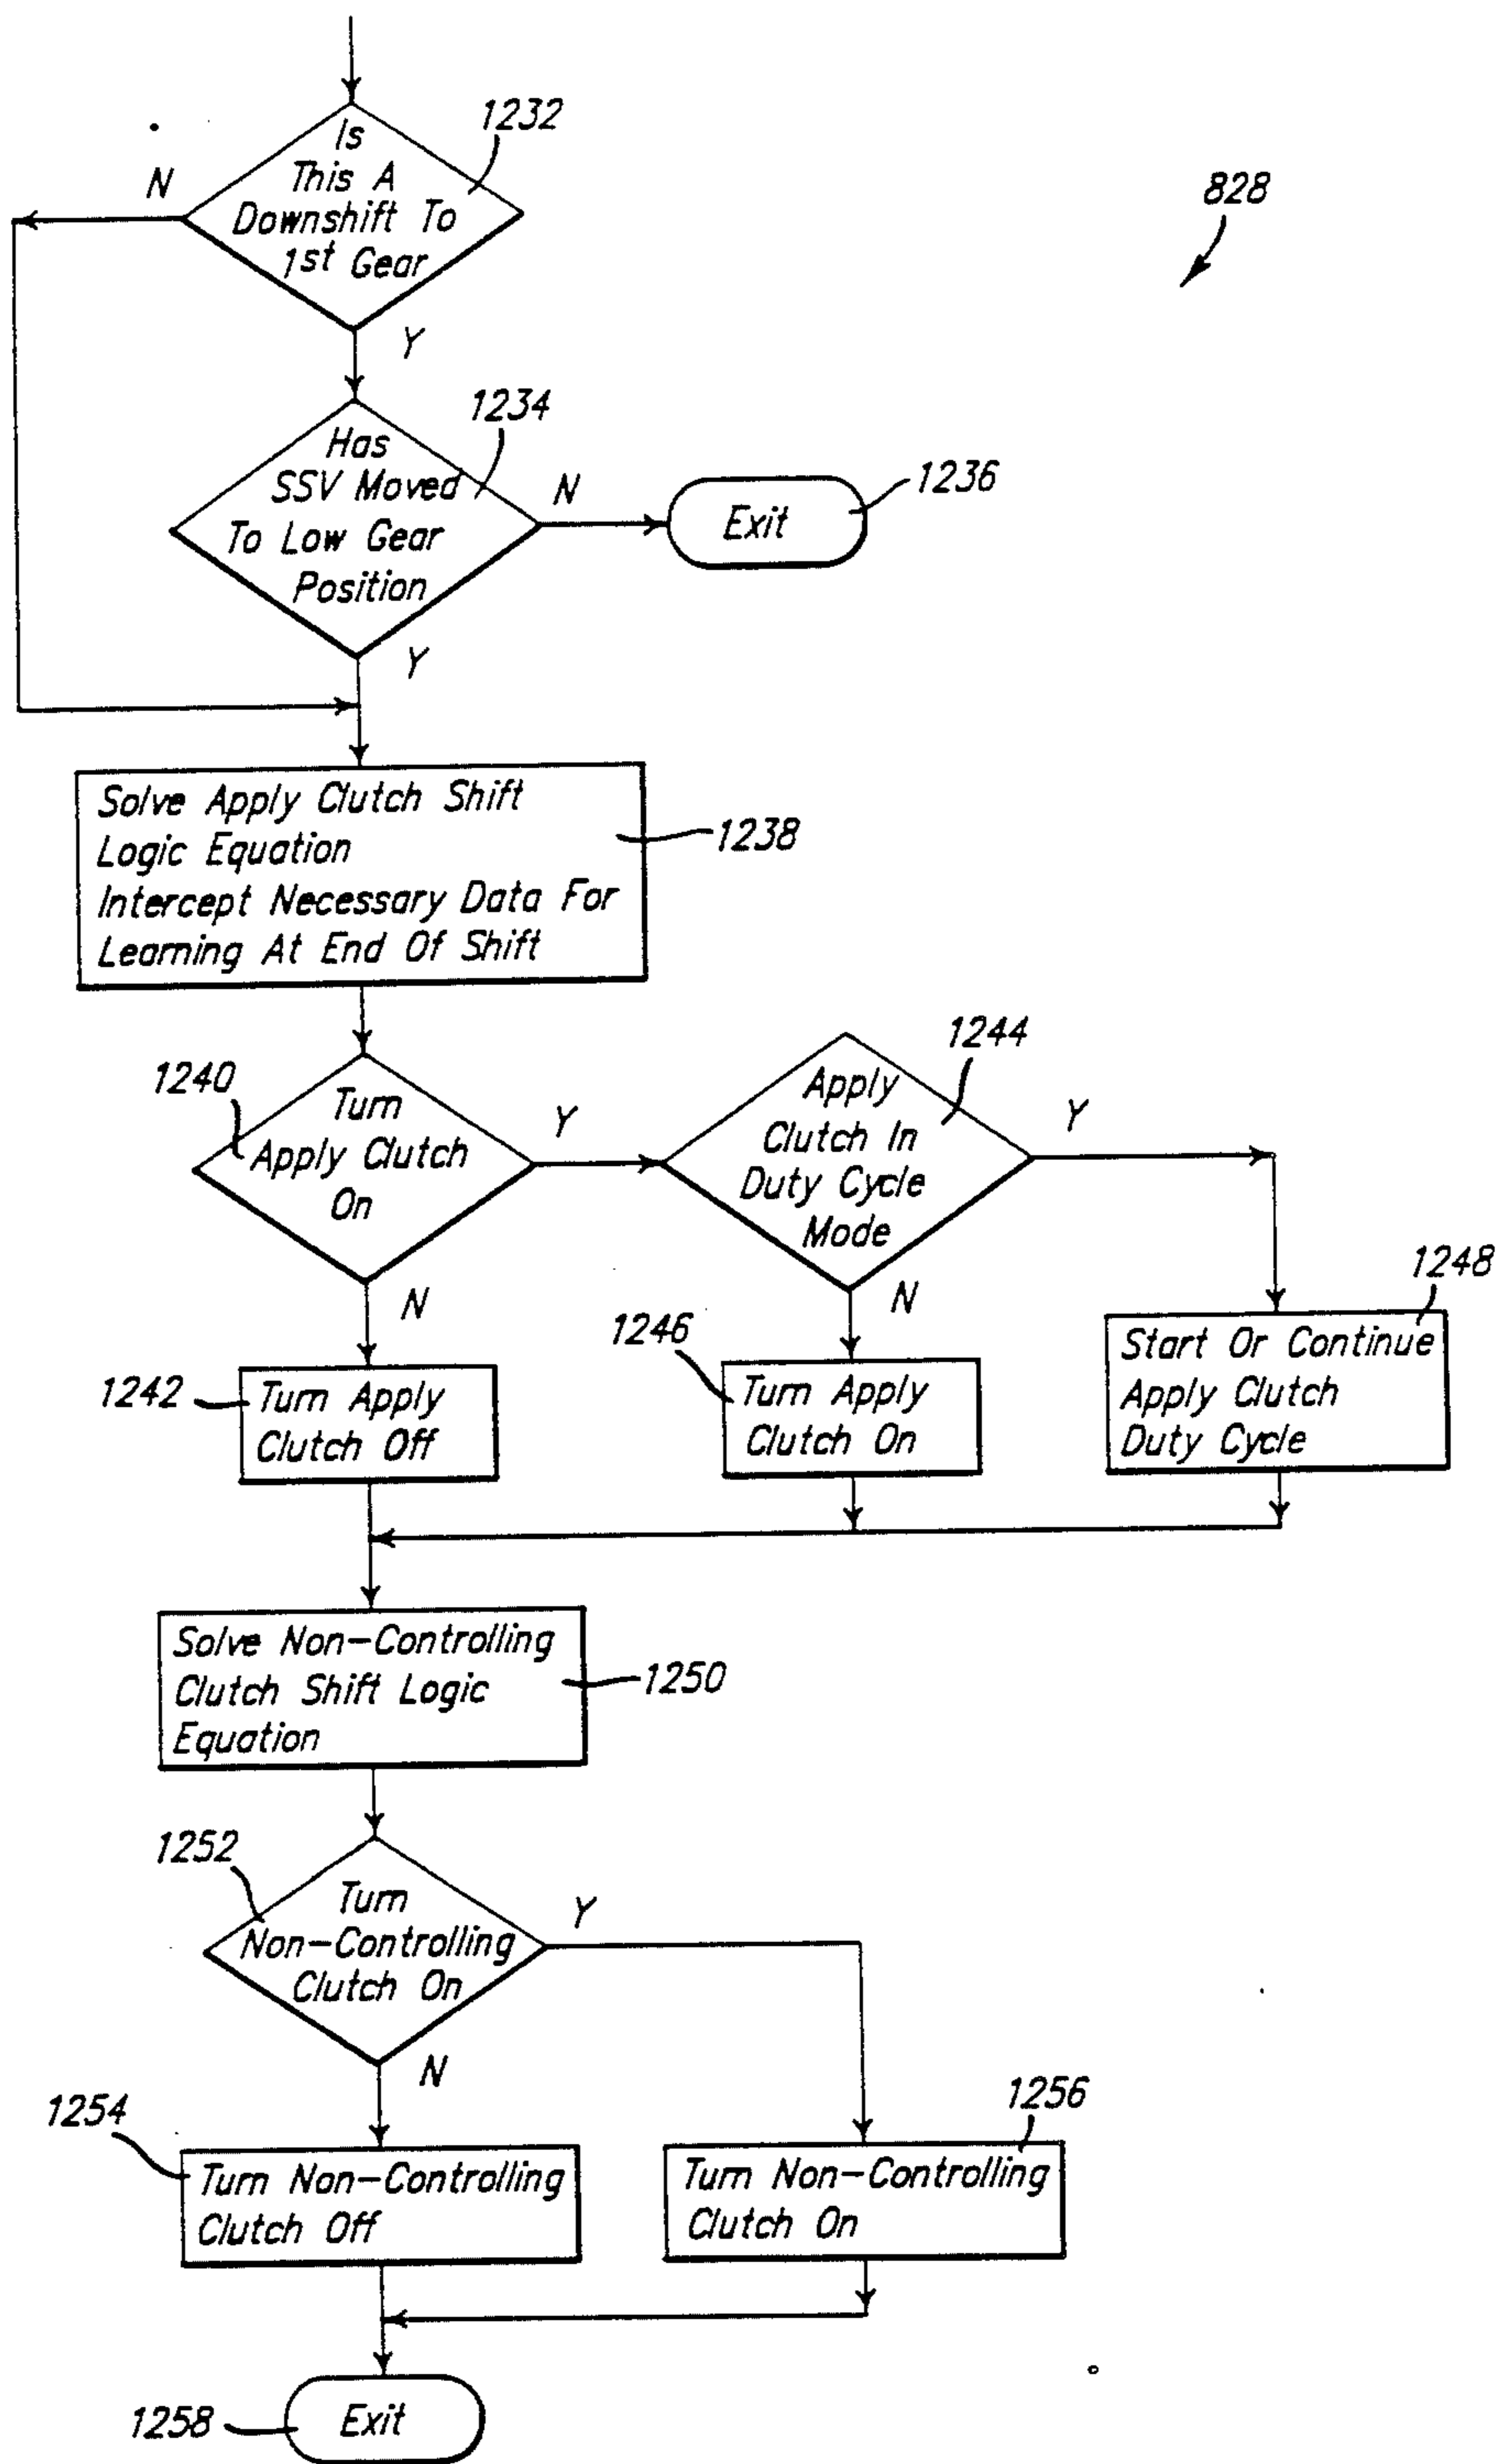 1232
Is
This A
Downshift To
1st Gear
N
Y
828
1234
Has
SSV Moved
To Low Gear
Position
N
Y
1236
Exit
Solve Apply Clutch Shift
Logic Equation
Intercept Necessary Data For
Learning At End Of Shift
1238
1240
Turn
Apply Clutch
On
Y
N
1244
Apply
Clutch In
Duty Cycle
Mode
Y
N
1242
Turn Apply
Clutch Off
1246
Turn Apply
Clutch On
1248
Start Or Continue
Apply Clutch
Duty Cycle
Solve Non-Controlling
Clutch Shift Logic
Equation
1250
1252
Turn
Non-Controlling
Clutch On
Y
N
1254
Turn Non-Controlling
Clutch Off
1256
Turn Non-Controlling
Clutch On
1258
Exit